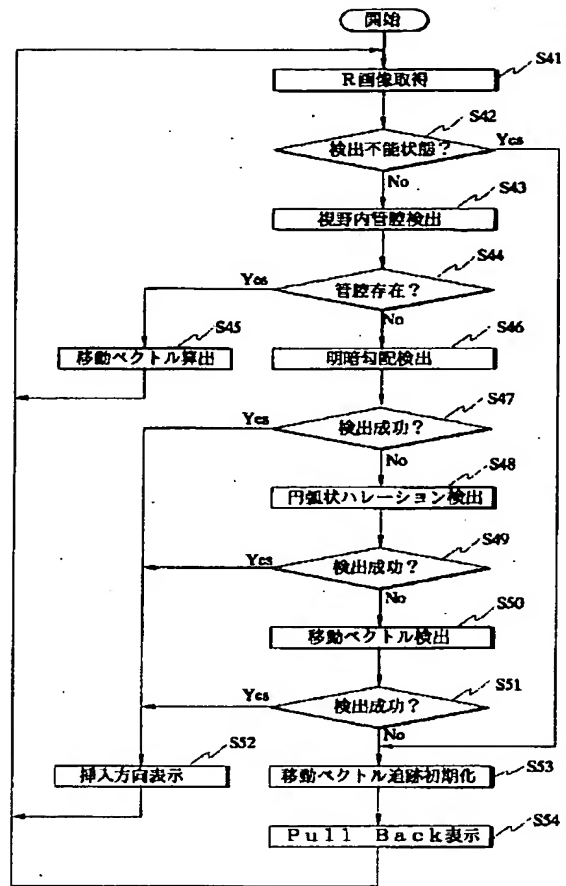 開始
R画像取得
S41
検出不能状態？
S42
Yes
No
視野内管腔検出
S43
管腔存在？
S44
Yes
No
移動ベクトル算出
S45
明暗勾配検出
S46
検出成功？
S47
Yes
No
円弧状ハレーション検出
S48
検出成功？
S49
Yes
No
移動ベクトル検出
S50
検出成功？
S51
Yes
No
挿入方向表示
S52
移動ベクトル追跡初期化
S53
Pull Back表示
S54